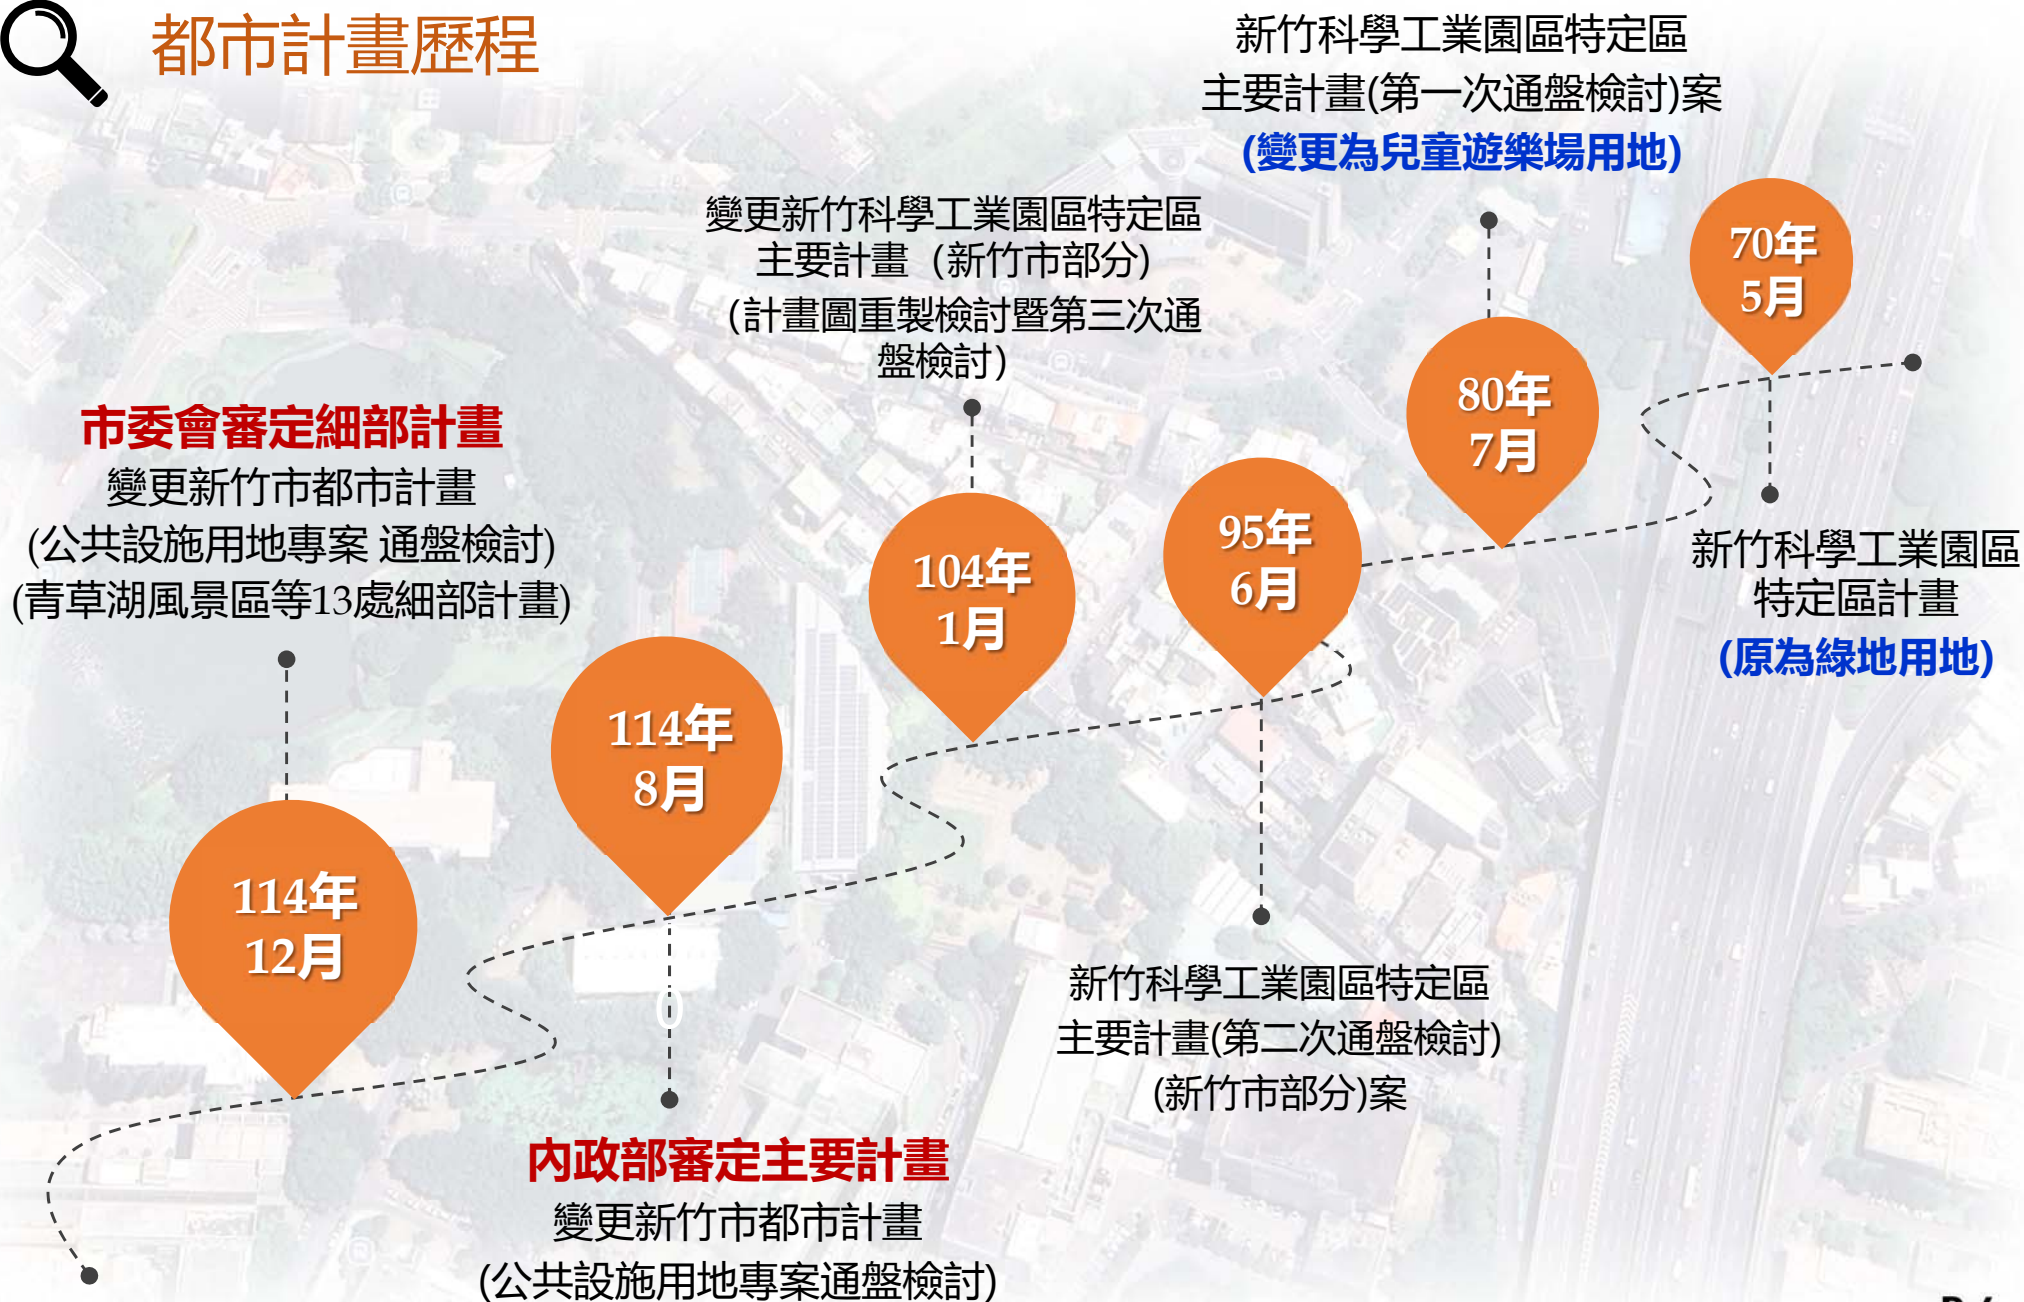 都市計畫歷程
新竹科學工業園區特定區
主要計畫(第一次通盤檢討)案
(變更為兒童遊樂場用地)
70年
5月
新竹科學工業園區
特定區計畫
(原為綠地用地)
80年
7月
95年
6月
新竹科學工業園區特定區
主要計畫(第二次通盤檢討)
(新竹市部分)案
變更新竹科學工業園區特定區
主要計畫（新竹市部分）
（計畫圖重製檢討暨第三次通
盤檢討）
104年
1月
114年
8月
0
內政部審定主要計畫
變更新竹市都市計畫
(公共設施用地專案通盤檢討)
市委會審定細部計畫
變更新竹市都市計畫
(公共設施用地專案 通盤檢討)
(青草湖風景區等13處細部計畫)
114年
12月